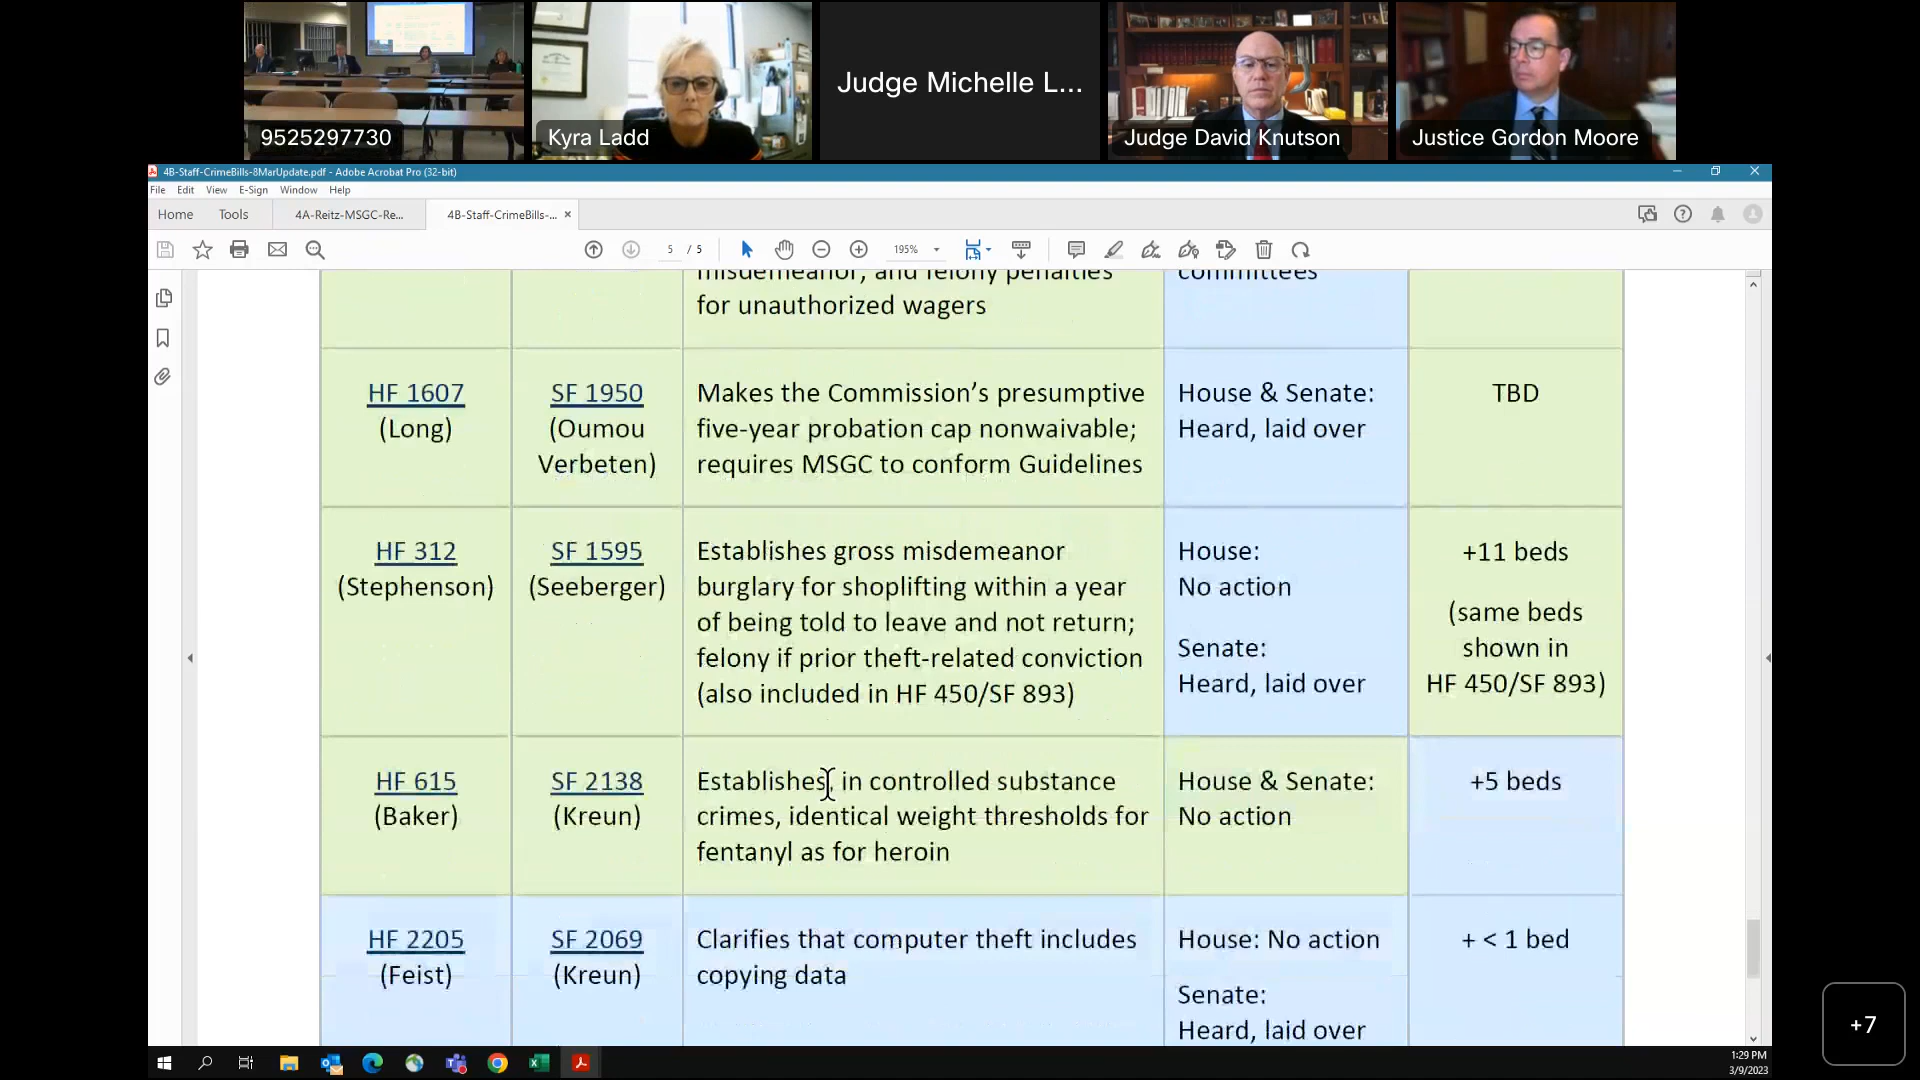 9525297730
Kyra Ladd
Judge Michelle L...
Judge David Knutson
Justice Gordon Moore
4B-Staff-CrimeBills-8MarUpdate.pdf - Adobe Acrobat Pro (32-bit)
File Edit View E-Sign Window Help
Home Tools 4A-Reitz-MSGC-Re... 4B-Staff-CrimeBills-...
5 / 5 195%
misdemeanor, and felony penalties
for unauthorized wagers
committees
HF 1607
(Long)
SF 1950
(Oumou
Verbeten)
Makes the Commission’s presumptive
five-year probation cap nonwaivable;
requires MSGC to conform Guidelines
House & Senate:
Heard, laid over
TBD
HF 312
(Stephenson)
SF 1595
(Seeberger)
Establishes gross misdemeanor
burglary for shoplifting within a year
of being told to leave and not return;
felony if prior theft-related conviction
(also included in HF 450/SF 893)
House:
No action
Senate:
Heard, laid over
+11 beds
(same beds
shown in
HF 450/SF 893)
HF 615
(Baker)
SF 2138
(Kreun)
Establishes, in controlled substance
crimes, identical weight thresholds for
fentanyl as for heroin
House & Senate:
No action
+5 beds
HF 2205
(Feist)
SF 2069
(Kreun)
Clarifies that computer theft includes
copying data
House: No action
Senate:
Heard, laid over
+ < 1 bed
+7
1:29 PM
3/9/2023